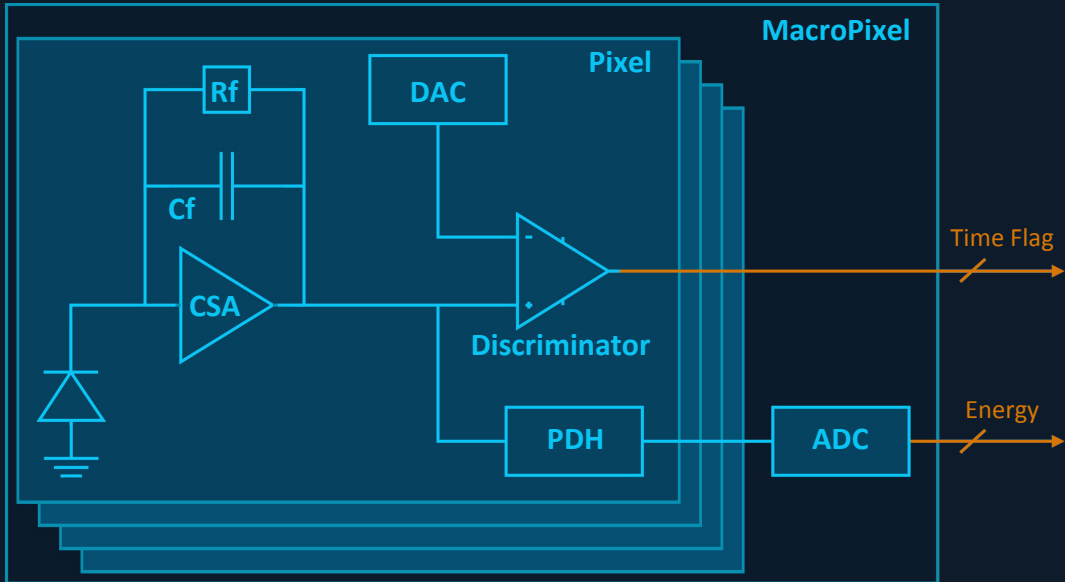 MacroPixel
Pixel
Rf
DAC
Cf
-
Time Flag
CSA
+
Discriminator
Energy
PDH
ADC